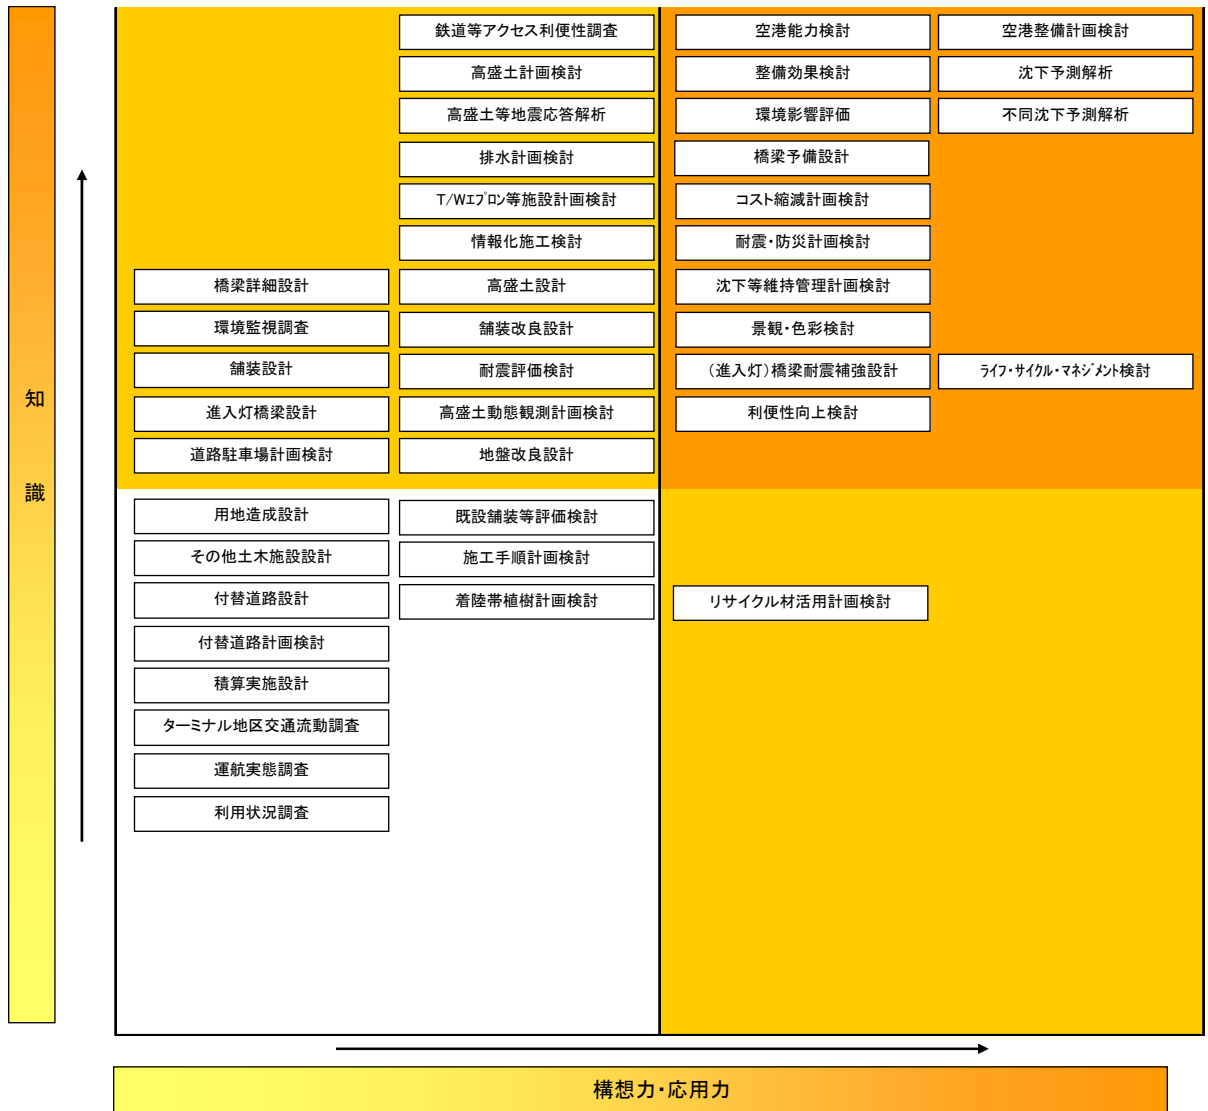 知
識
鉄道等アクセス利便性調査
高盛土計画検討
高盛土等地震応答解析
排水計画検討
T/Wｴﾌﾟﾛﾝ等施設計画検討
情報化施工検討
橋梁詳細設計
高盛土設計
環境監視調査
舗装改良設計
舗装設計
耐震評価検討
進入灯橋梁設計
高盛土動態観測計画検討
道路駐車場計画検討
地盤改良設計
空港能力検討
空港整備計画検討
整備効果検討
沈下予測解析
環境影響評価
不同沈下予測解析
橋梁予備設計
コスト縮減計画検討
耐震・防災計画検討
沈下等維持管理計画検討
景観・色彩検討
（進入灯）橋梁耐震補強設計
ﾗｲﾌ・ｻｲｸﾙ・ﾏﾈｼﾞﾒﾝﾄ検討
利便性向上検討
用地造成設計
既設舗装等評価検討
その他土木施設設計
施工手順計画検討
付替道路設計
着陸帯植樹計画検討
付替道路計画検討
積算実施設計
ターミナル地区交通流動調査
運航実態調査
利用状況調査
リサイクル材活用計画検討
構想力・応用力